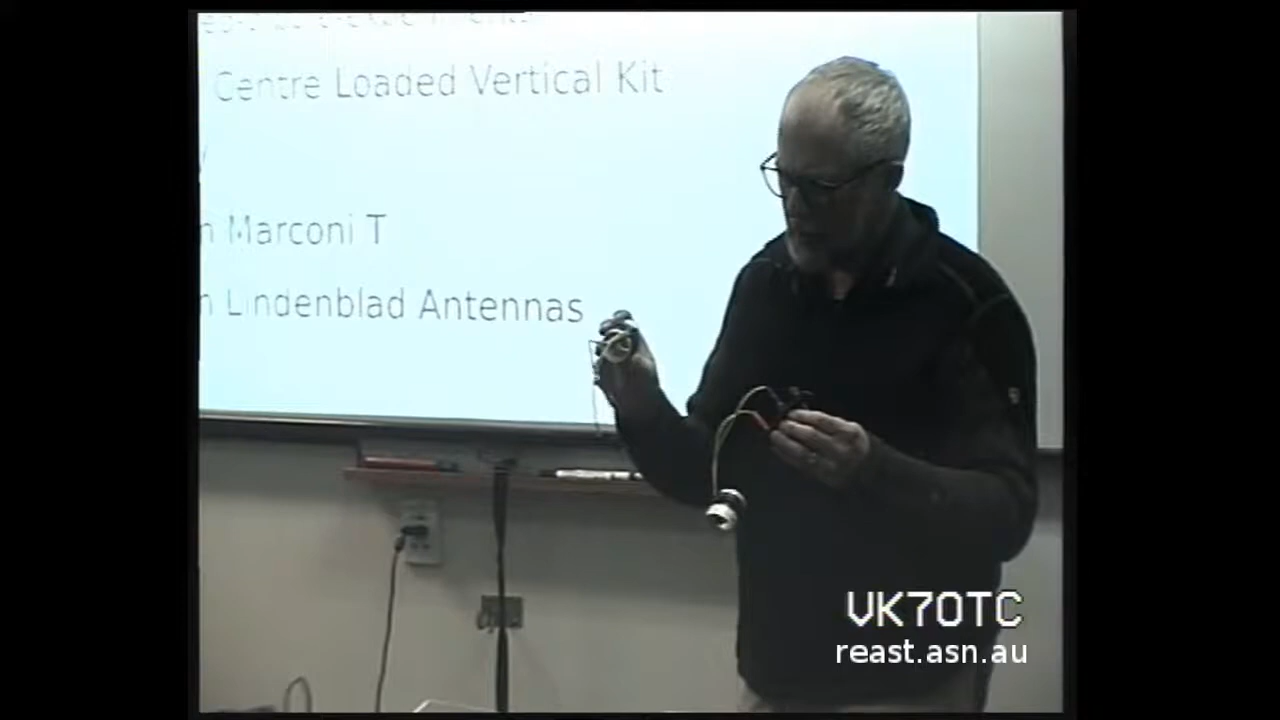 Centre Loaded Vertical Kit
Marconi T
Lindenblad Antennas
VK7OTC
reast.asn.au